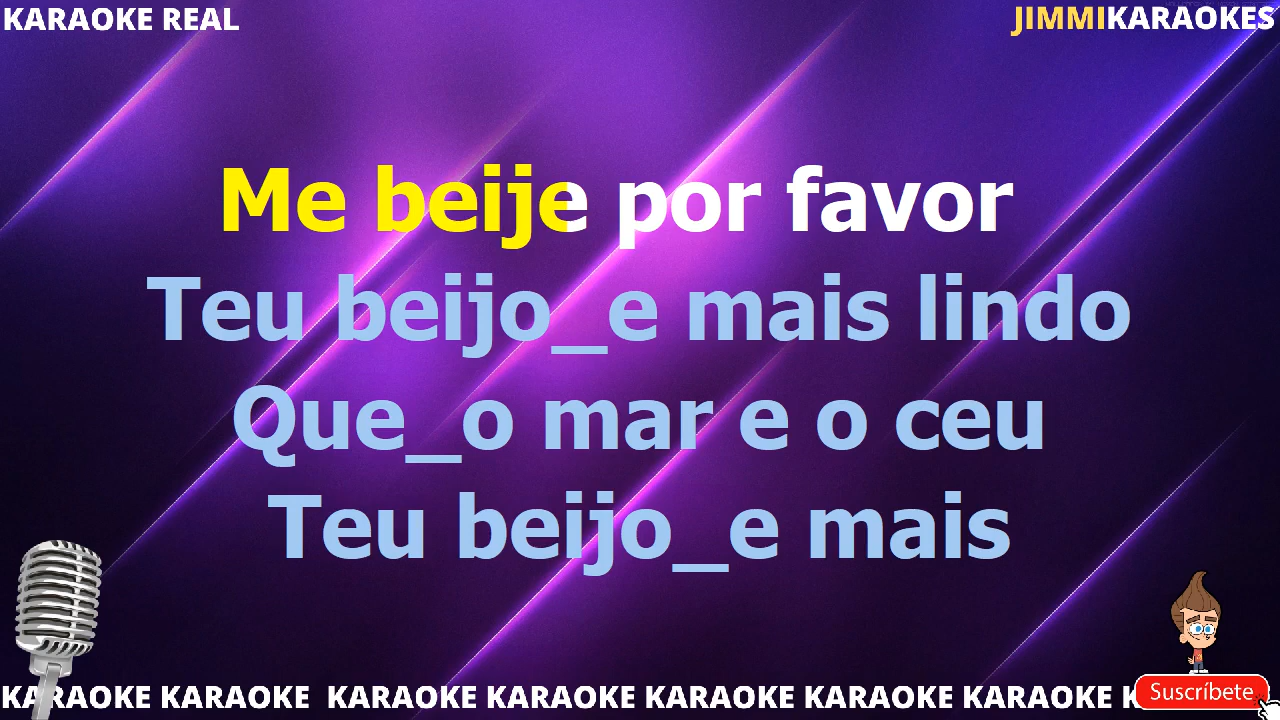 KARAOKE REAL
JIMMIKARAOKES
Me beije por favor
Teu beijo_e mais lindo
Que_o mar e o ceu
Teu beijo_e mais
KARAOKE KARAOKE KARAOKE KARAOKE KARAOKE KARAOKE KARAOKE K
Suscríbete